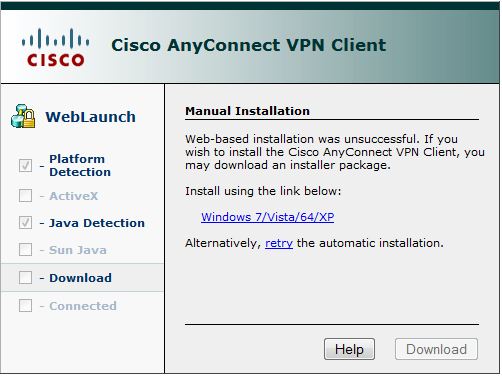 CISCO
Cisco AnyConnect VPN Client
WebLaunch
- Platform
Detection
- ActiveX
- Java Detection
- Sun Java
- Download
- Connected
Manual Installation
Web-based installation was unsuccessful. If you
wish to install the Cisco AnyConnect VPN Client, you
may download an installer package.
Install using the link below:
Windows 7/Vista/64/XP
Alternatively, retry the automatic installation.
Help
Download